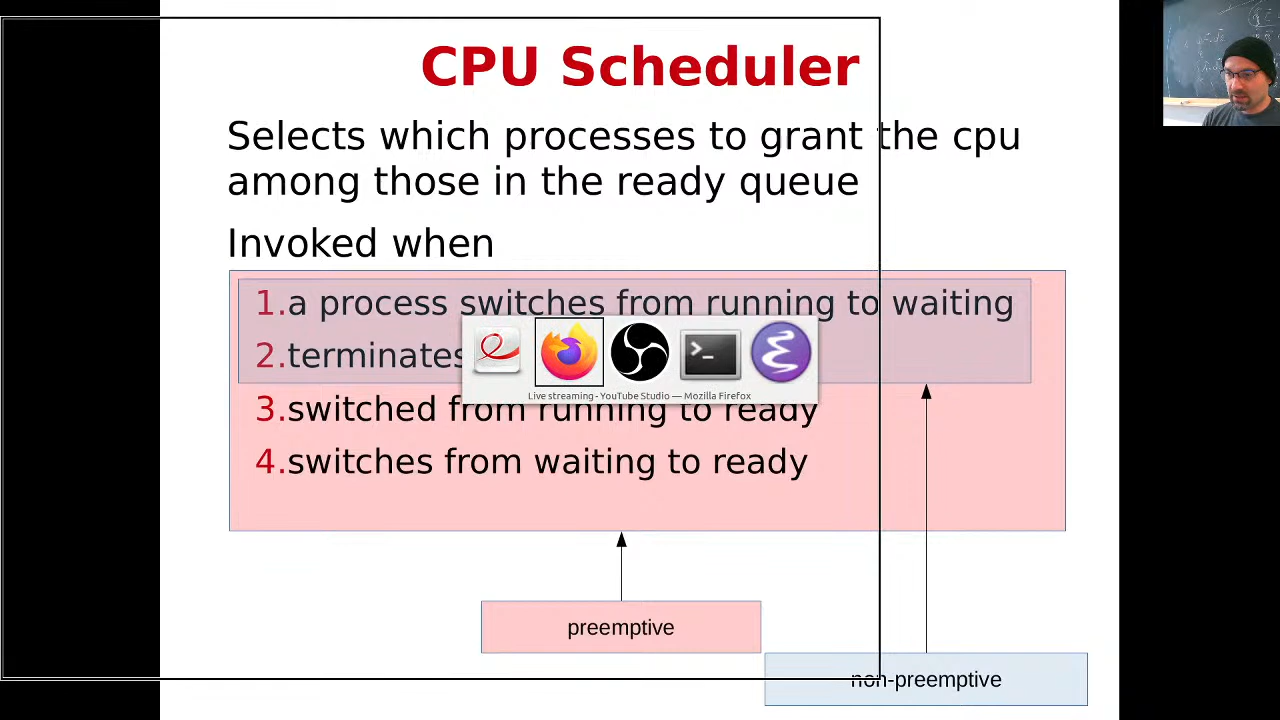 CPU Scheduler
Selects which processes to grant the cpu
among those in the ready queue
Invoked when
1.a process switches from running to waiting
2.terminates
Live streaming - YouTube Studio — Mozilla Firefox
3.switched from running to ready
4.switches from waiting to ready
preemptive
non-preemptive